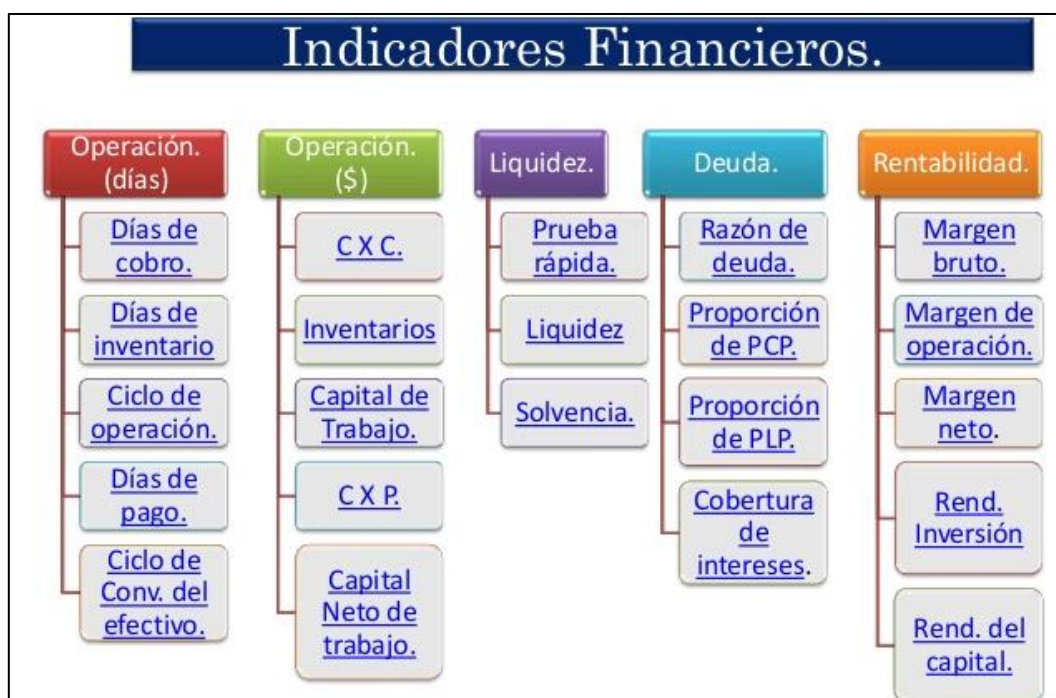 Indicadores Financieros.
Operación.
(días)
Días de
cobro.
Días de
inventario
Ciclo de
operación.
Días de
pago.
Ciclo de
Conv. del
efectivo.
Operación.
($)
C X C.
Inventarios
Capital de
Trabajo.
C X P.
Capital
Neto de
trabajo.
Liquidez.
Prueba
rápida.
Liquidez
Solvencia.
Deuda.
Razón de
deuda.
Proporción
de PCP.
Proporción
de PLP.
Cobertura
de
intereses.
Rentabilidad.
Margen
bruto.
Margen de
operación.
Margen
neto.
Rend.
Inversión
Rend. del
capital.